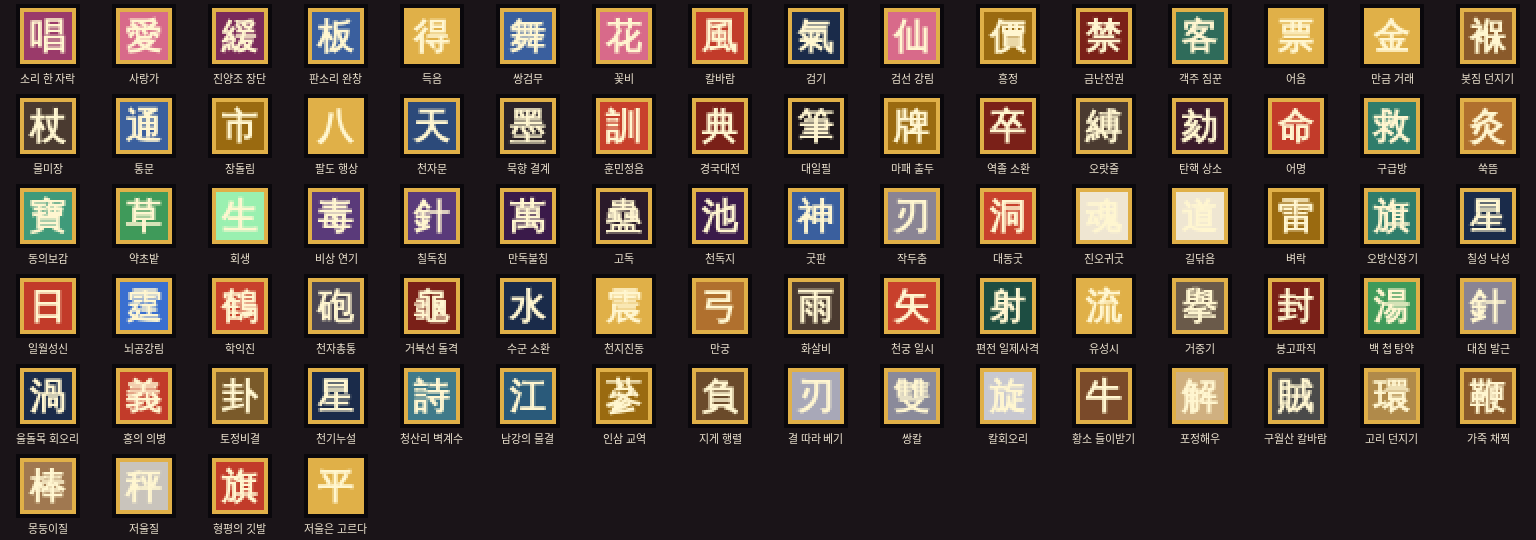 唱 愛 緩 板 得 舞 花 風 氣 仙 價 禁 客 票 金 褓
소리 한 자락 사랑가 진양조 장단 판소리 완창 득음 쌍검무 꽃비 칼바람 검기 검선 강림 흥정 금난전권 객주 짐꾼 어음 만금 거래 봇짐 던지기
杖 通 市 八 天 墨 訓 典 筆 牌 卒 縛 劾 命 救 灸
물미장 통문 장돌림 팔도 행상 천자문 묵향 결계 훈민정음 경국대전 대일필 마패 출두 역졸 소환 오랏줄 탄핵 상소 어명 구급방 쑥뜸
寶 草 生 毒 針 萬 蠱 池 神 刃 洞 魂 道 雷 旗 星
동의보감 약초밭 회생 비상 연기 칠독침 만독불침 고독 천독지 굿판 작두춤 대동굿 진오귀굿 길닦음 벼락 오방신장기 칠성 낙성
日 霆 鶴 砲 龜 水 震 弓 雨 矢 射 流 擧 封 湯 針
일월성신 뇌공강림 학익진 천자총통 거북선 돌격 수군 소환 천지진동 만궁 화살비 천궁 일시 편전 일제사격 유성시 거중기 봉고파직 백 첩 탕약 대침 발근
渦 義 卦 星 詩 江 蔘 負 刃 雙 旋 牛 解 賊 環 鞭
울돌목 회오리 홍의 의병 토정비결 천기누설 청산리 벽계수 남강의 물결 인삼 교역 지게 행렬 결 따라 베기 쌍칼 칼회오리 황소 들이받기 포정해우 구월산 칼바람 고리 던지기 가죽 채찍
棒 秤 旗 平
몽둥이질 저울질 형평의 깃발 저울은 고르다